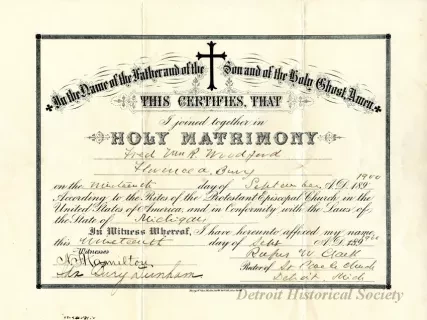 In the Name of the Father and of the Son and of the Holy Ghost. Amen.
THIS CERTIFIES, THAT
I joined together in
HOLY MATRIMONY
Fred Van R. Woodford
Florence A.
on the nineteenth day of September A.D. 189 1900
According to the Rites of the Protestant Episcopal Church in the
United States of America, and in Conformity with the Laws of
the State of Michigan
In Witness Whereof, I have hereunto affixed my name
this nineteenth day of Sept A.D. 189 1900
Witnesses
Hamilton
Rufus W Clark
Rector of St Paul's Church
Detroit. Mich
Detroit Historical Society